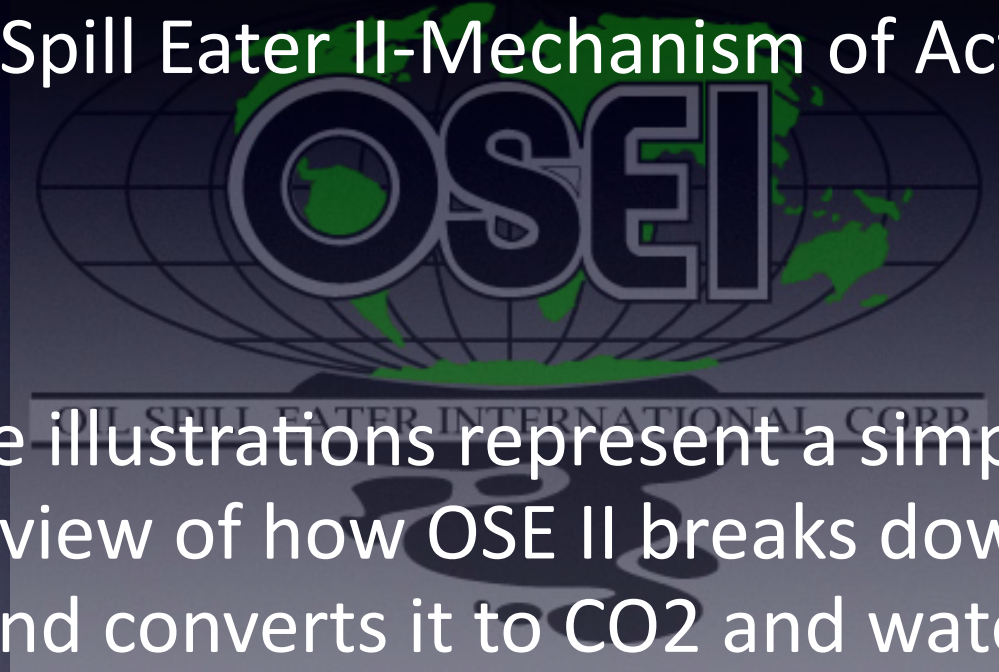 Spill Eater II-Mechanism of Ac
OSEI
OIL SPILL EATER INTERNATIONAL, CORP.
e illustrations represent a simp
view of how OSE II breaks dow
nd converts it to CO2 and wat